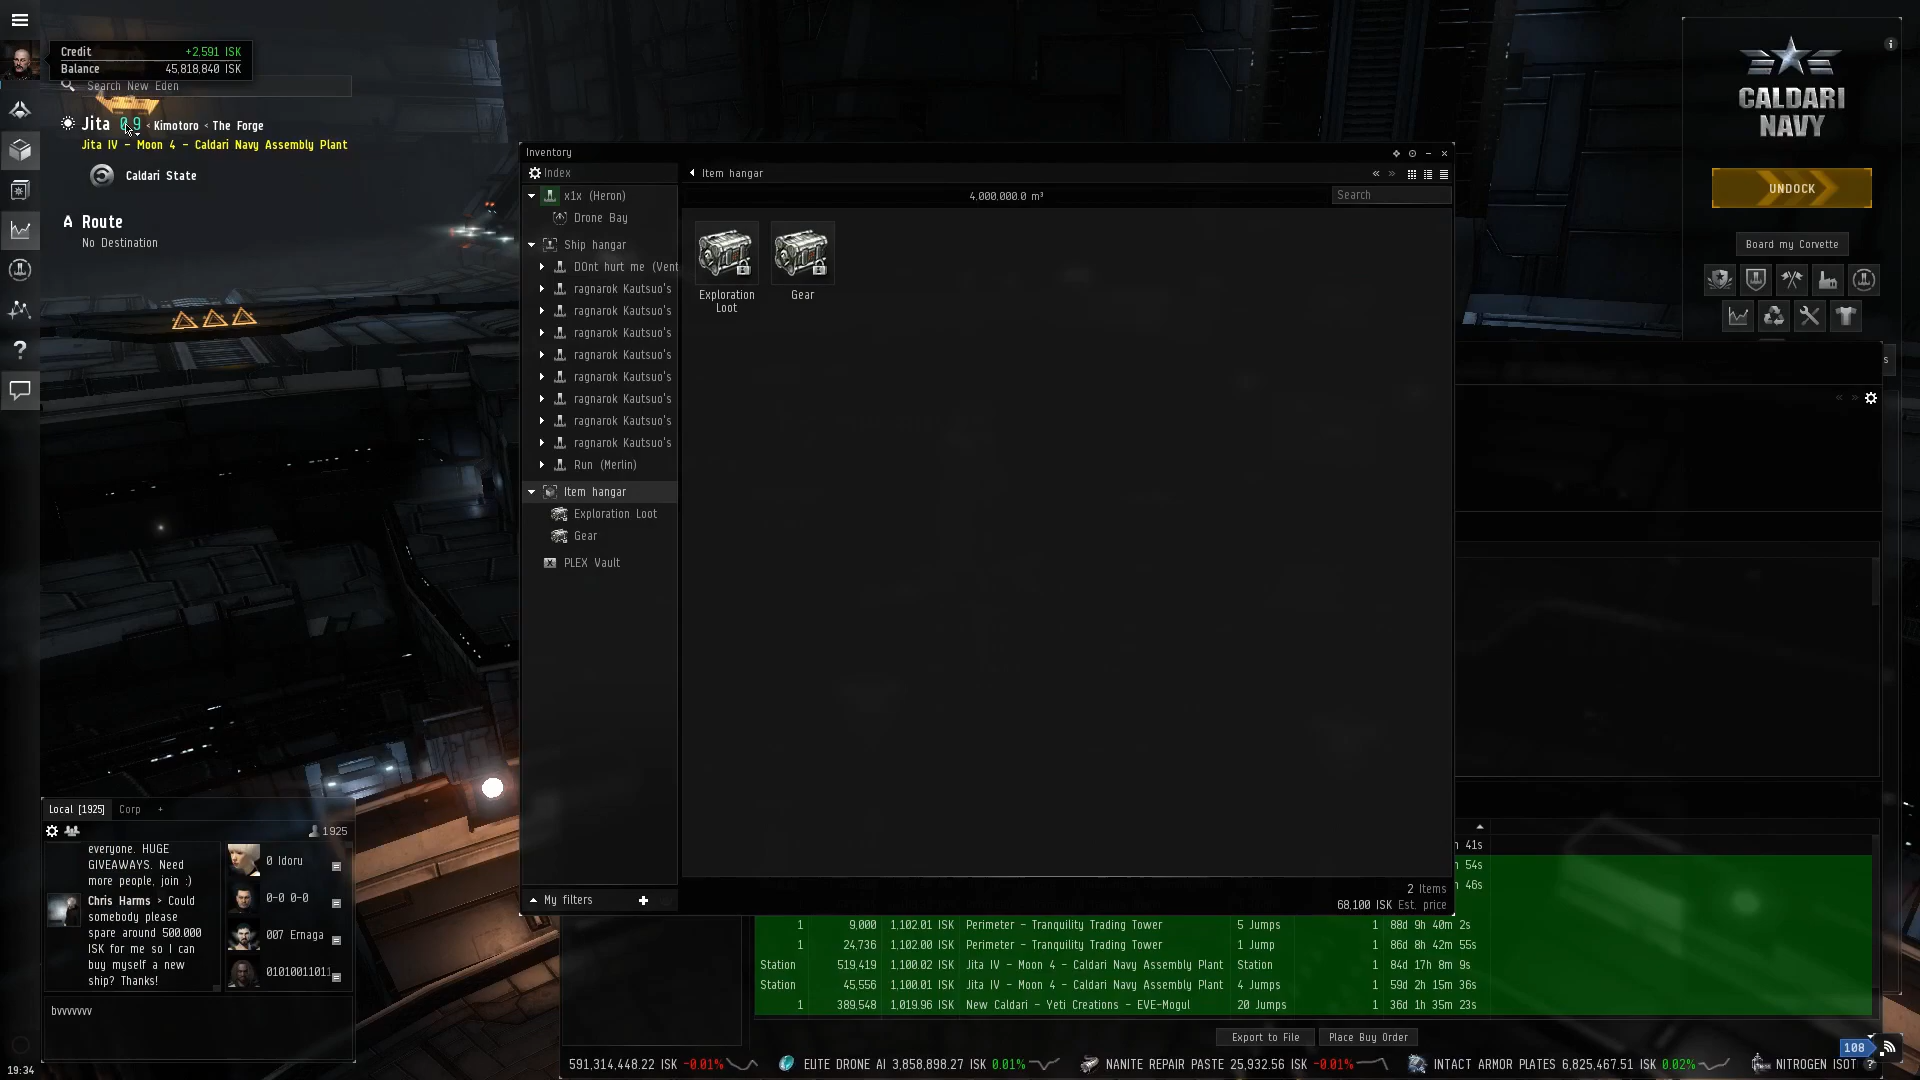 Credit +2,591 ISK
Balance 45,818,840 ISK
Search New Eden
Jita 0.9 < Kimotoro < The Forge
Jita IV - Moon 4 - Caldari Navy Assembly Plant
Caldari State
Route
No Destination
Inventory
Index
x1x (Heron)
Drone Bay
Ship hangar
DOnt hurt me (Vent
ragnarok Kautsuo's
ragnarok Kautsuo's
ragnarok Kautsuo's
ragnarok Kautsuo's
ragnarok Kautsuo's
ragnarok Kautsuo's
ragnarok Kautsuo's
ragnarok Kautsuo's
Run (Merlin)
Item hangar
Exploration Loot
Gear
PLEX Vault
My filters
Item hangar
4,000,000.0 m³
Search
Exploration
Loot
Gear
2 Items
68,100 ISK Est. price
CALDARI
NAVY
UNDOCK
Board my Corvette
s
Local [1925]
Corp
1925
everyone. HUGE
GIVEAWAYS. Need
more people, join :)
Chris Harms > Could
somebody please
spare around 500.000
ISK for me so I can
buy myself a new
ship? Thanks!
0 Idoru
0-0 0-0
007 Ernaga
bvvvvvvv
41s
54s
46s
1 9,000 1,102.01 ISK Perimeter - Tranquility Trading Tower 5 Jumps 1 88d 9h 40m 2s
1 24,736 1,102.00 ISK Perimeter - Tranquility Trading Tower 1 Jump 1 86d 8h 42m 55s
Station 519,419 1,100.02 ISK Jita IV - Moon 4 - Caldari Navy Assembly Plant Station 1 84d 17h 8m 9s
Station 45,556 1,100.01 ISK Jita IV - Moon 4 - Caldari Navy Assembly Plant 4 Jumps 1 59d 2h 15m 36s
1 389,548 1,019.96 ISK New Caldari - Yeti Creations - EVE-Mogul 20 Jumps 1 36d 1h 35m 23s
Export to File
Place Buy Order
108
591,314,448.22 ISK -0.01% ELITE DRONE AI 3,858,898.27 ISK 0.01% NANITE REPAIR PASTE 25,932.56 ISK -0.01% INTACT ARMOR PLATES 6,825,467.51 ISK 0.02% NITROGEN ISOT
19:34